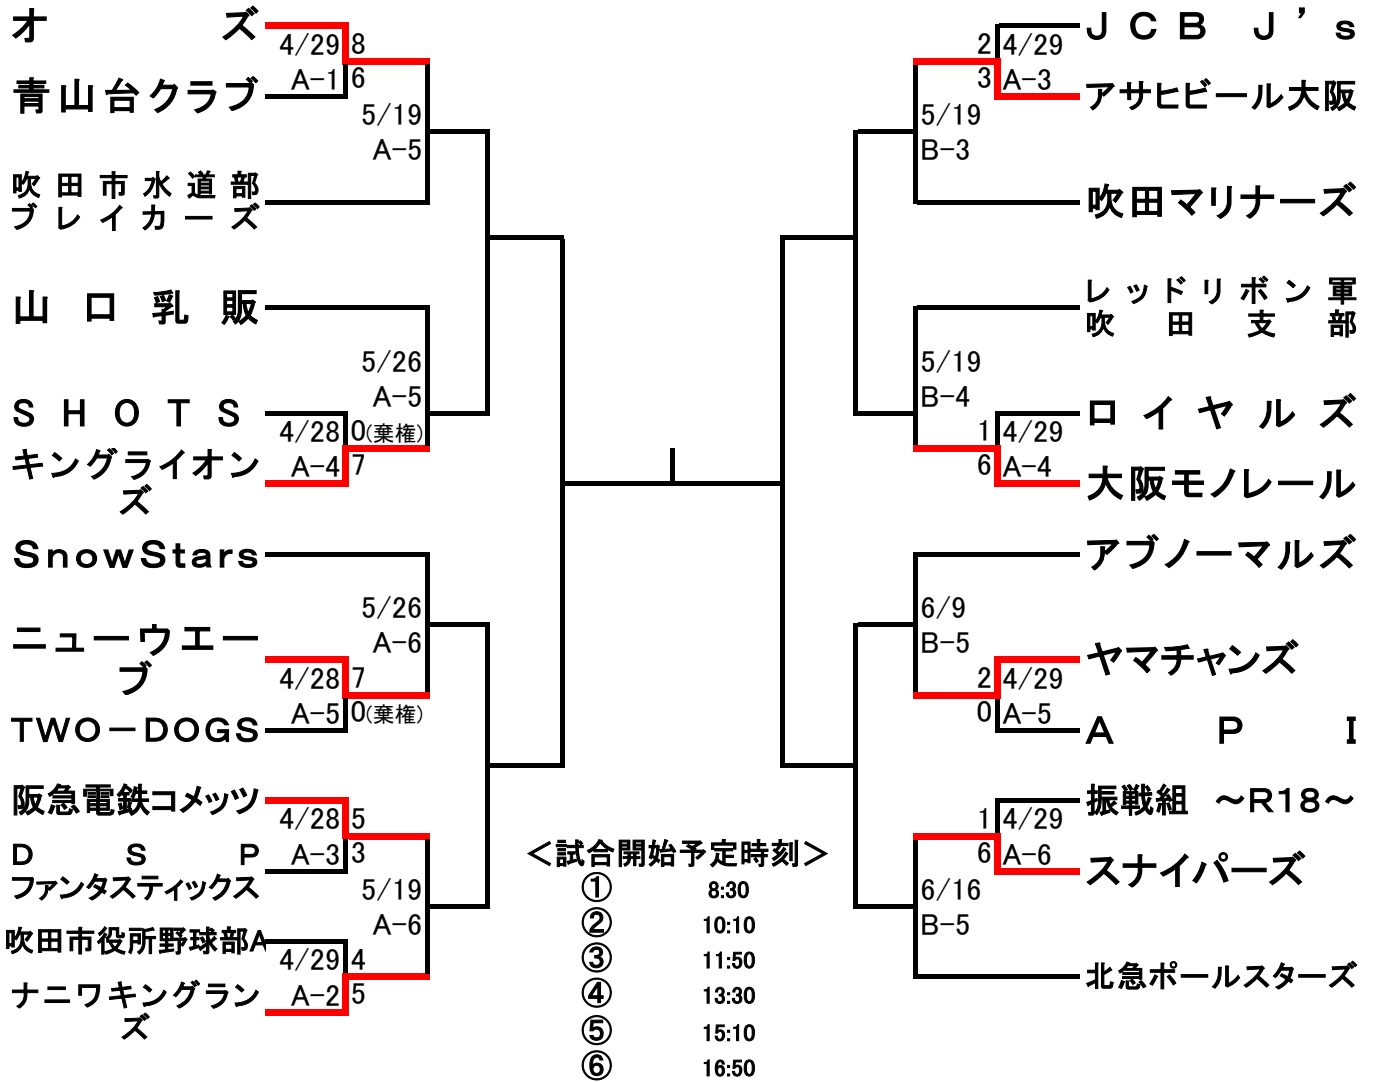 オズ
4/29 8
A-1 6
青山台クラブ
5/19
A-5
吹田市水道部
ブレイカーズ
山口乳販
5/26
A-5
SHOTS
4/28 0(棄権)
A-4 7
キングライオン
ズ
SnowStars
5/26
A-6
ニューウエー
ブ
4/28 7
A-5 0(棄権)
TWO－DOGS
阪急電鉄コメッツ
4/28 5
A-3 3
DSP
ファンタスティックス
5/19
A-6
吹田市役所野球部A
4/29 4
A-2 5
ナニワキングラン
ズ
JCB J's
2 4/29
3 A-3
アサヒビール大阪
5/19
B-3
吹田マリナーズ
レッドリボン軍
吹田支部
5/19
B-4
ロイヤルズ
1 4/29
6 A-4
大阪モノレール
アブノーマルズ
6/9
B-5
ヤマチャンズ
2 4/29
0 A-5
API
振戦組 ～R18～
1 4/29
6 A-6
スナイパーズ
6/16
B-5
北急ポールスターズ
＜試合開始予定時刻＞
① 8:30
② 10:10
③ 11:50
④ 13:30
⑤ 15:10
⑥ 16:50